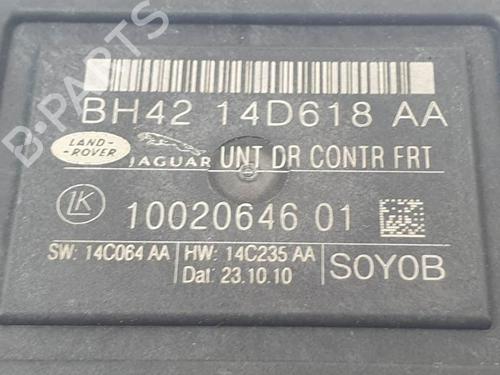 B-PARTS
BH42 14D618 AA
LAND-ROVER JAGUAR UNT DR CONTR FRT
LK 10020646 01
SW: 14C064 AA HW: 14C235 AA S0Y0B
Dat: 23.10.10